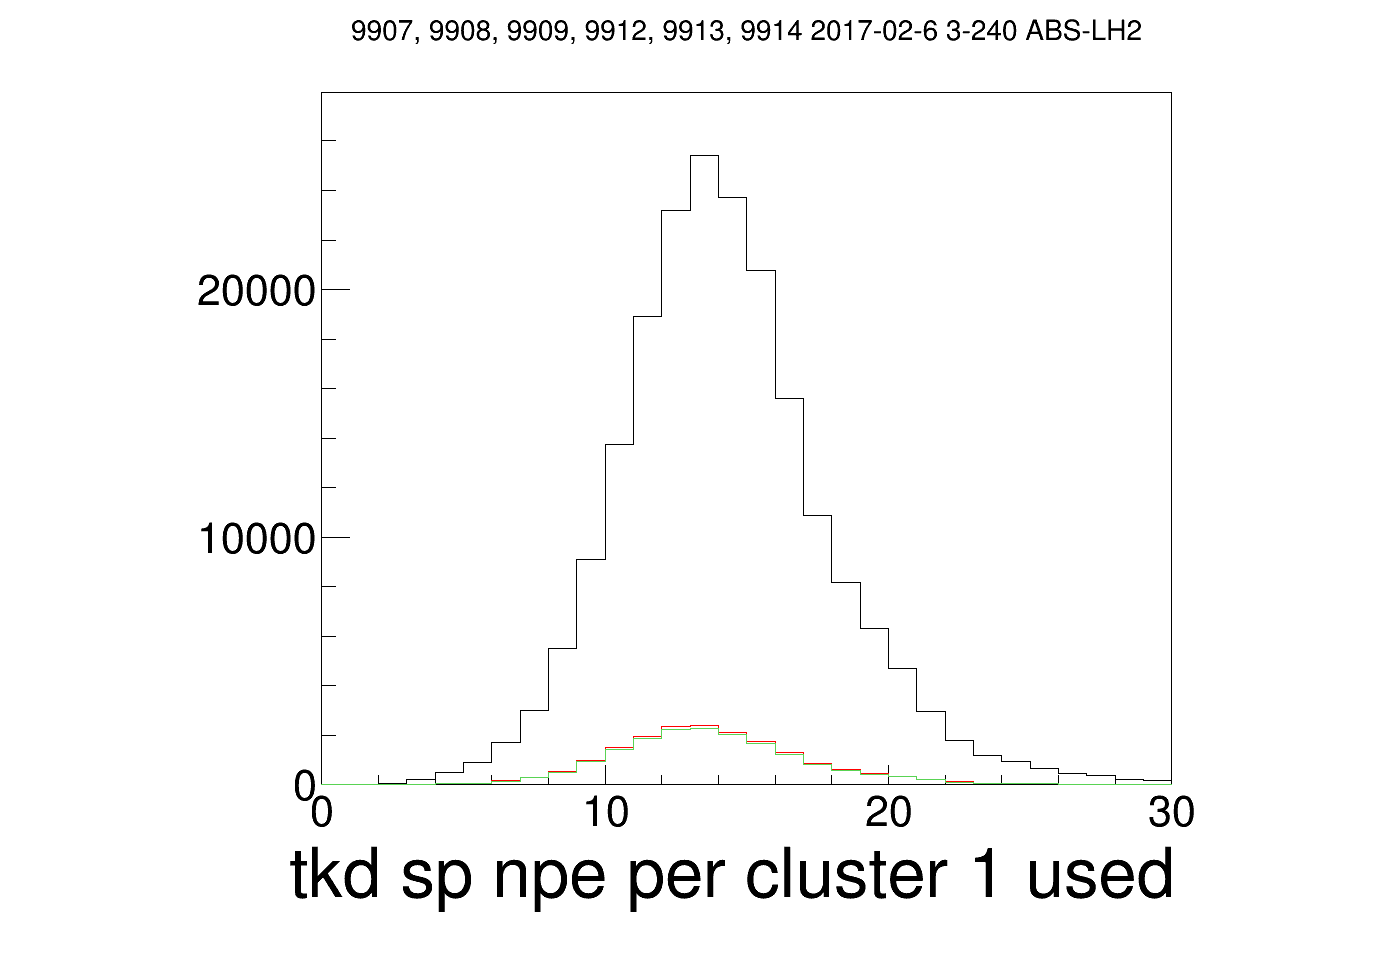 9907, 9908, 9909, 9912, 9913, 9914 2017-02-6 3-240 ABS-LH2
20000
10000
0
0 10 20 30
tkd sp npe per cluster 1 used